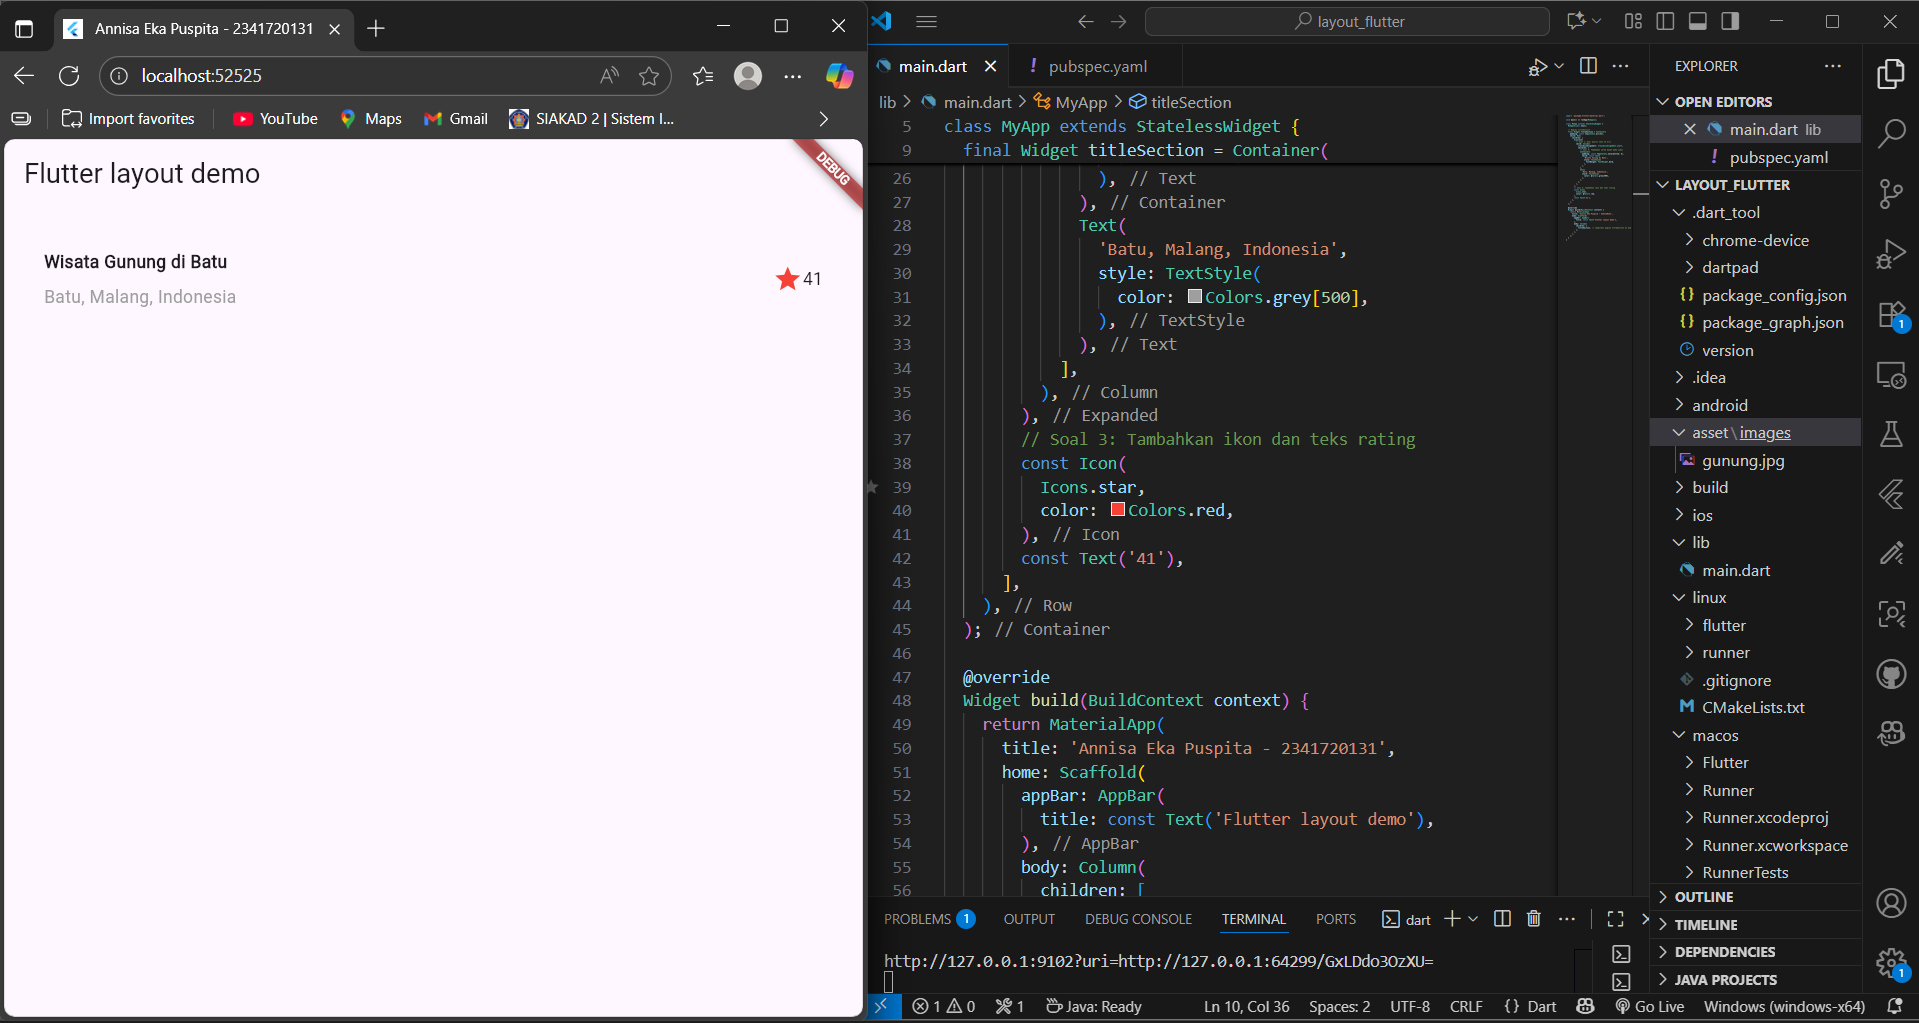 Annisa Eka Puspita - 2341720131
localhost:52525
Import favorites
YouTube
Maps
Gmail
SIAKAD 2 | Sistem I...
Flutter layout demo
DEBUG
Wisata Gunung di Batu
Batu, Malang, Indonesia
41
layout_flutter
main.dart
! pubspec.yaml
lib > main.dart > MyApp > titleSection
5 class MyApp extends StatelessWidget {
9 final Widget titleSection = Container(
26 ), // Text
27 ), // Container
28 Text(
29 'Batu, Malang, Indonesia',
30 style: TextStyle(
31 color: Colors.grey[500],
32 ), // TextStyle
33 ), // Text
34 ],
35 ), // Column
36 ), // Expanded
37 // Soal 3: Tambahkan ikon dan teks rating
38 const Icon(
39 Icons.star,
40 color: Colors.red,
41 ), // Icon
42 const Text('41'),
43 ],
44 ), // Row
45 ); // Container
46
47 @override
48 Widget build(BuildContext context) {
49 return MaterialApp(
50 title: 'Annisa Eka Puspita - 2341720131',
51 home: Scaffold(
52 appBar: AppBar(
53 title: const Text('Flutter layout demo'),
54 ), // AppBar
55 body: Column(
56 children: [
PROBLEMS 1
OUTPUT
DEBUG CONSOLE
TERMINAL
PORTS
dart
http://127.0.0.1:9102?uri=http://127.0.0.1:64299/GxLDdo3OzXU=
EXPLORER
OPEN EDITORS
main.dart lib
! pubspec.yaml
LAYOUT_FLUTTER
.dart_tool
chrome-device
dartpad
{} package_config.json
{} package_graph.json
version
.idea
android
asset\images
gunung.jpg
build
ios
lib
main.dart
linux
flutter
runner
.gitignore
M CMakeLists.txt
macos
Flutter
Runner
Runner.xcodeproj
Runner.xcworkspace
RunnerTests
OUTLINE
TIMELINE
DEPENDENCIES
JAVA PROJECTS
1
1
1 0
1
Java: Ready
Ln 10, Col 36
Spaces: 2
UTF-8
CRLF
{} Dart
Go Live
Windows (windows-x64)